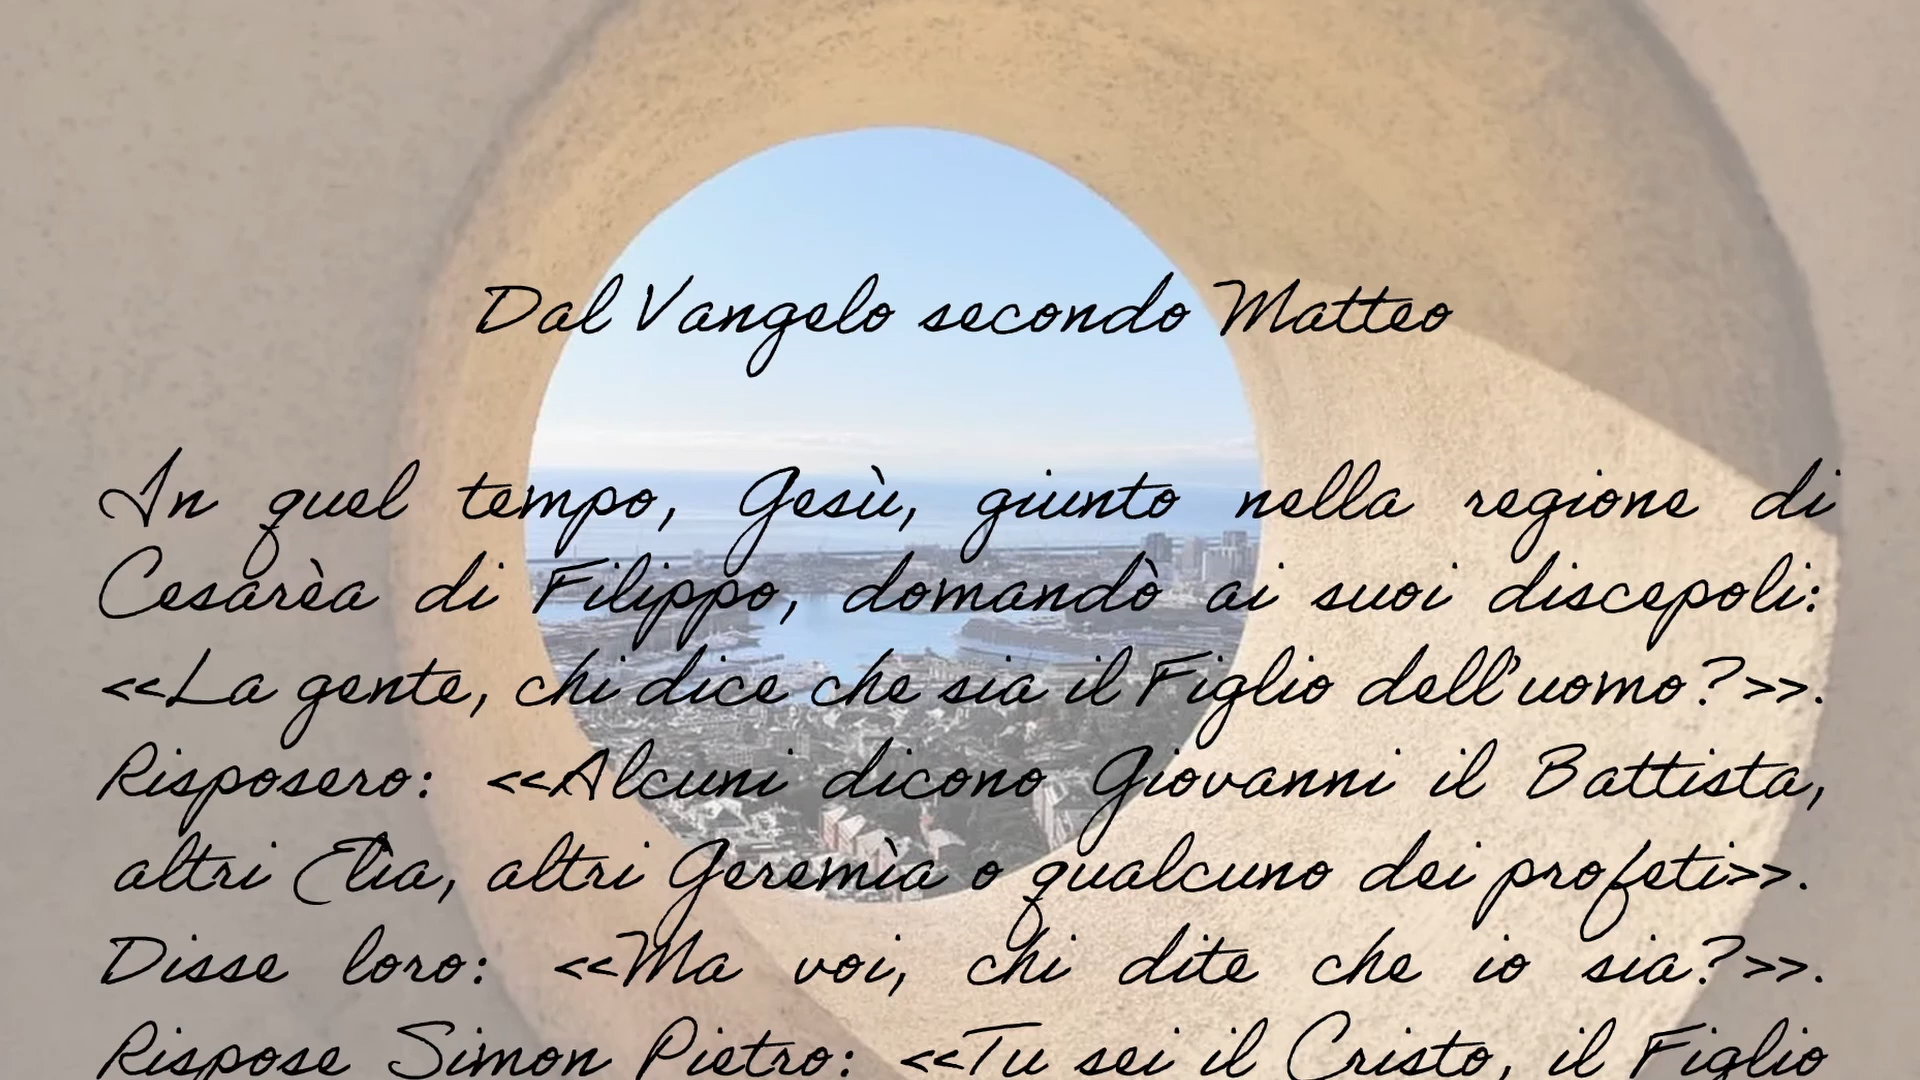 Dal Vangelo secondo Matteo
In quel tempo, Gesù, giunto nella regione di
Cesarèa di Filippo, domandò ai suoi discepoli:
<<La gente, chi dice che sia il Figlio dell'uomo?>>.
Risposero: <<Alcuni dicono Giovanni il Battista,
altri Elìa, altri Geremìa o qualcuno dei profeti>>.
Disse loro: <<Ma voi, chi dite che io sia?>>.
Rispose Simon Pietro: <<Tu sei il Cristo, il Figlio